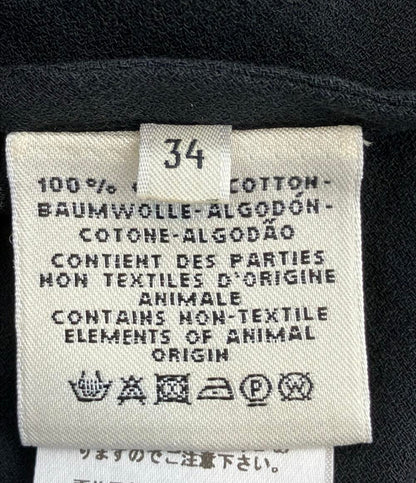 34
100% COTTON-
BAUMWOLLE-ALGODÓN-
COTONE-ALGODÃO
CONTIENT DES PARTIES
NON TEXTILES D'ORIGINE
ANIMALE
CONTAINS NON-TEXTILE
ELEMENTS OF ANIMAL
ORIGIN
P W
りますのでご注意下さい。